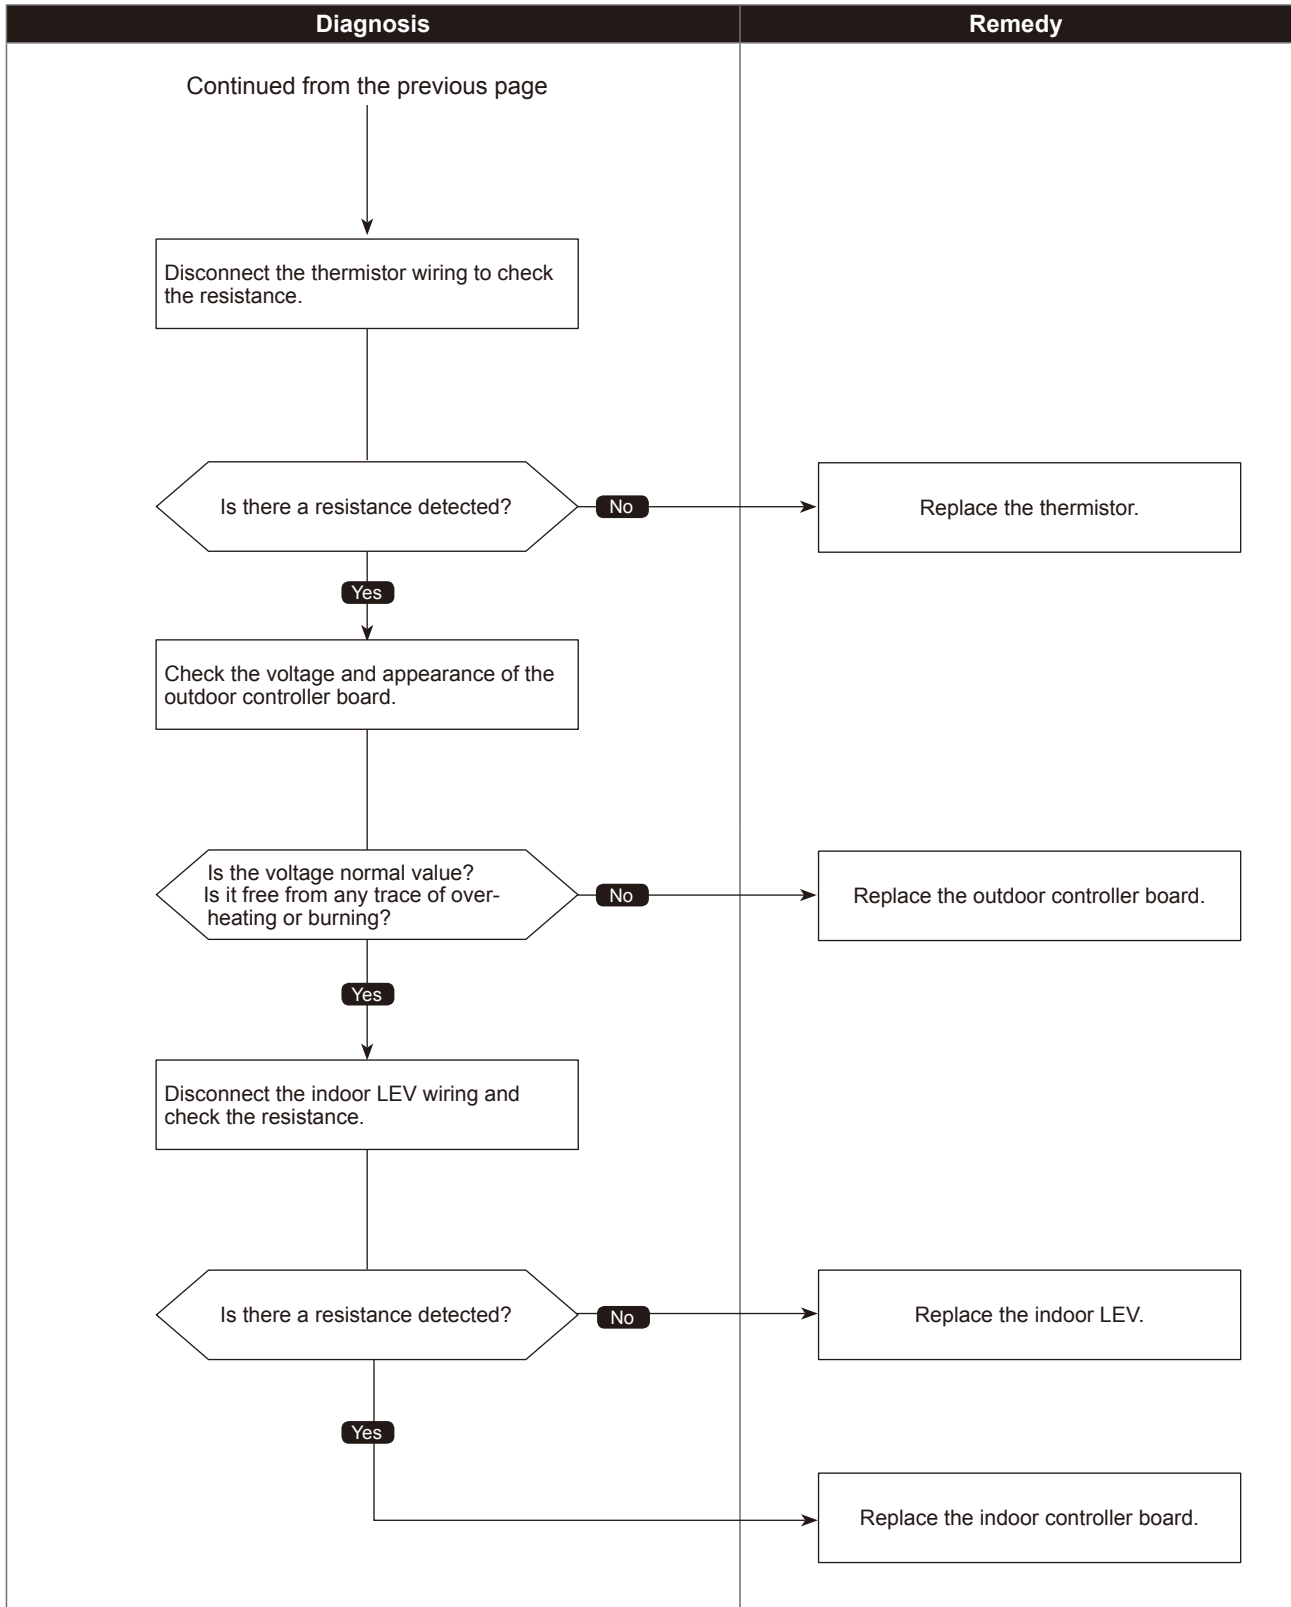 Diagnosis
Remedy
Continued from the previous page
Disconnect the thermistor wiring to check
the resistance.
Is there a resistance detected?
No
Replace the thermistor.
Yes
Check the voltage and appearance of the
outdoor controller board.
Is the voltage normal value?
Is it free from any trace of over-
heating or burning?
No
Replace the outdoor controller board.
Yes
Disconnect the indoor LEV wiring and
check the resistance.
Is there a resistance detected?
No
Replace the indoor LEV.
Yes
Replace the indoor controller board.